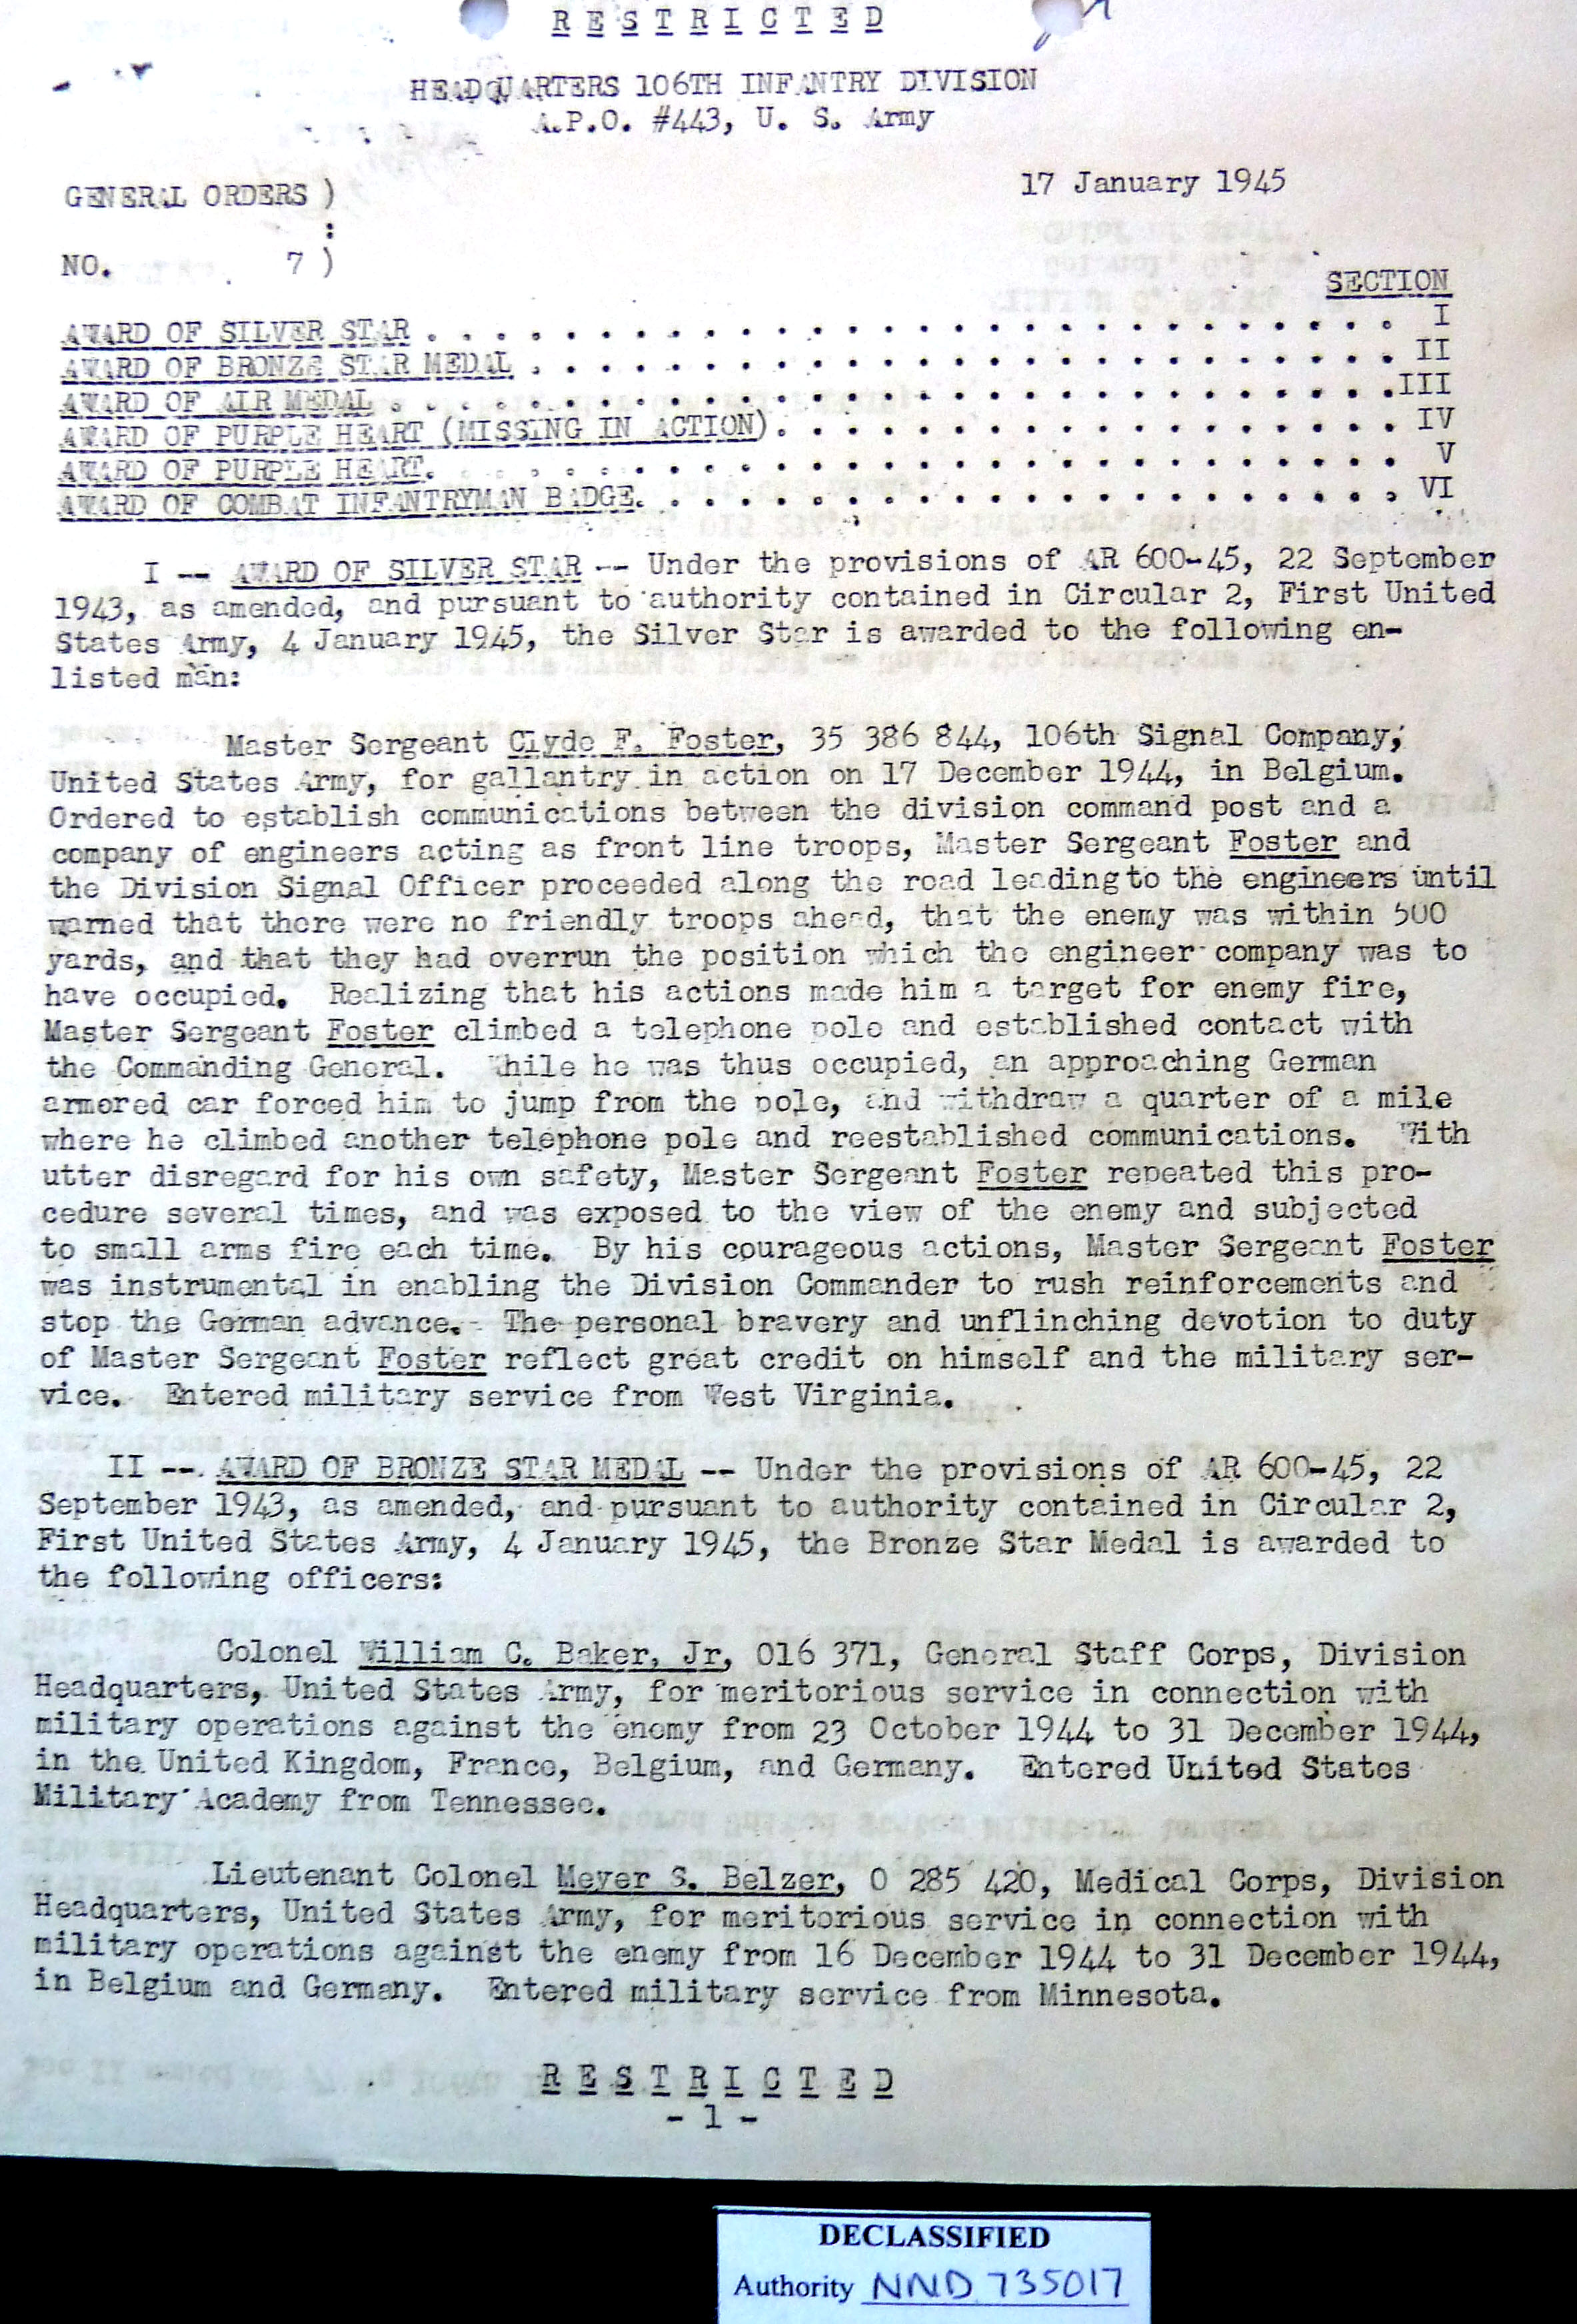 R E S T R I C T E D
HEADQUARTERS 106TH INFANTRY DIVISION
A.P.O. #443, U. S. Army
17 January 1945
GENERAL ORDERS )
:
NO. 7 )
SECTION
AWARD OF SILVER STAR . . . . . . . . . . . . . . . . . . . . . . . . . . . . I
AWARD OF BRONZE STAR MEDAL . . . . . . . . . . . . . . . . . . . . . . . . . II
AWARD OF AIR MEDAL . . . . . . . . . . . . . . . . . . . . . . . . . . . . .III
AWARD OF PURPLE HEART (MISSING IN ACTION). . . . . . . . . . . . . . . . . . IV
AWARD OF PURPLE HEART. . . . . . . . . . . . . . . . . . . . . . . . . . . . V
AWARD OF COMBAT INFANTRYMAN BADGE. . . . . . . . . . . . . . . . . . . . . . VI
I -- AWARD OF SILVER STAR -- Under the provisions of AR 600-45, 22 September
1943, as amended, and pursuant to authority contained in Circular 2, First United
States Army, 4 January 1945, the Silver Star is awarded to the following en-
listed man:
Master Sergeant Clyde F. Foster, 35 386 844, 106th Signal Company,
United States Army, for gallantry in action on 17 December 1944, in Belgium.
Ordered to establish communications between the division command post and a
company of engineers acting as front line troops, Master Sergeant Foster and
the Division Signal Officer proceeded along the road leading to the engineers until
warned that there were no friendly troops ahead, that the enemy was within 500
yards, and that they had overrun the position which the engineer company was to
have occupied. Realizing that his actions made him a target for enemy fire,
Master Sergeant Foster climbed a telephone pole and established contact with
the Commanding General. While he was thus occupied, an approaching German
armored car forced him to jump from the pole, and withdraw a quarter of a mile
where he climbed another telephone pole and reestablished communications. With
utter disregard for his own safety, Master Sergeant Foster repeated this pro-
cedure several times, and was exposed to the view of the enemy and subjected
to small arms fire each time. By his courageous actions, Master Sergeant Foster
was instrumental in enabling the Division Commander to rush reinforcements and
stop the German advance. The personal bravery and unflinching devotion to duty
of Master Sergeant Foster reflect great credit on himself and the military ser-
vice. Entered military service from West Virginia.
II -- AWARD OF BRONZE STAR MEDAL -- Under the provisions of AR 600-45, 22
September 1943, as amended, and pursuant to authority contained in Circular 2,
First United States Army, 4 January 1945, the Bronze Star Medal is awarded to
the following officers:
Colonel William C. Baker, Jr, O16 371, General Staff Corps, Division
Headquarters, United States Army, for meritorious service in connection with
military operations against the enemy from 23 October 1944 to 31 December 1944,
in the United Kingdom, France, Belgium, and Germany. Entered United States
Military Academy from Tennessee.
Lieutenant Colonel Meyer S. Belzer, O 285 420, Medical Corps, Division
Headquarters, United States Army, for meritorious service in connection with
military operations against the enemy from 16 December 1944 to 31 December 1944,
in Belgium and Germany. Entered military service from Minnesota.
R E S T R I C T E D
- 1 -
DECLASSIFIED
Authority NND 735017